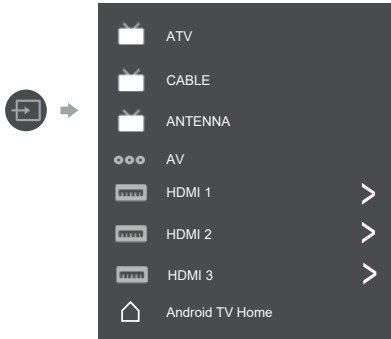 ATV
CABLE
ANTENNA
AV
HDMI 1
HDMI 2
HDMI 3
Android TV Home